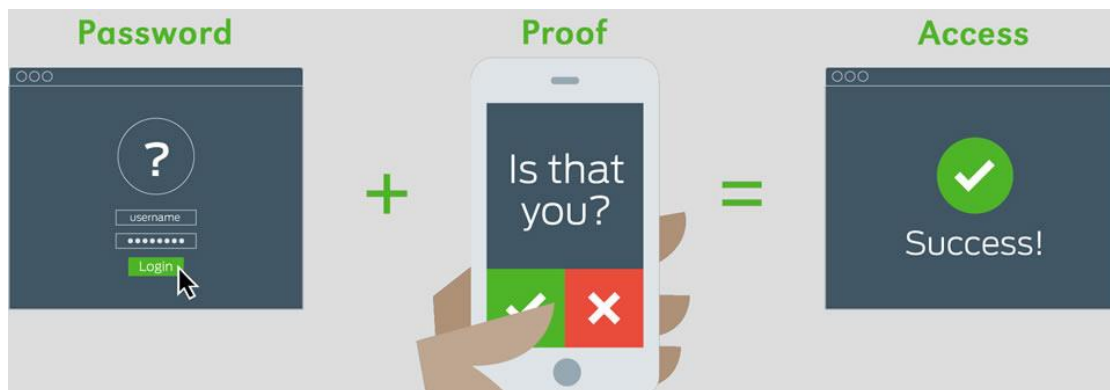 Password
Proof
Access
?
username
Login
+
Is that
you?
=
Success!